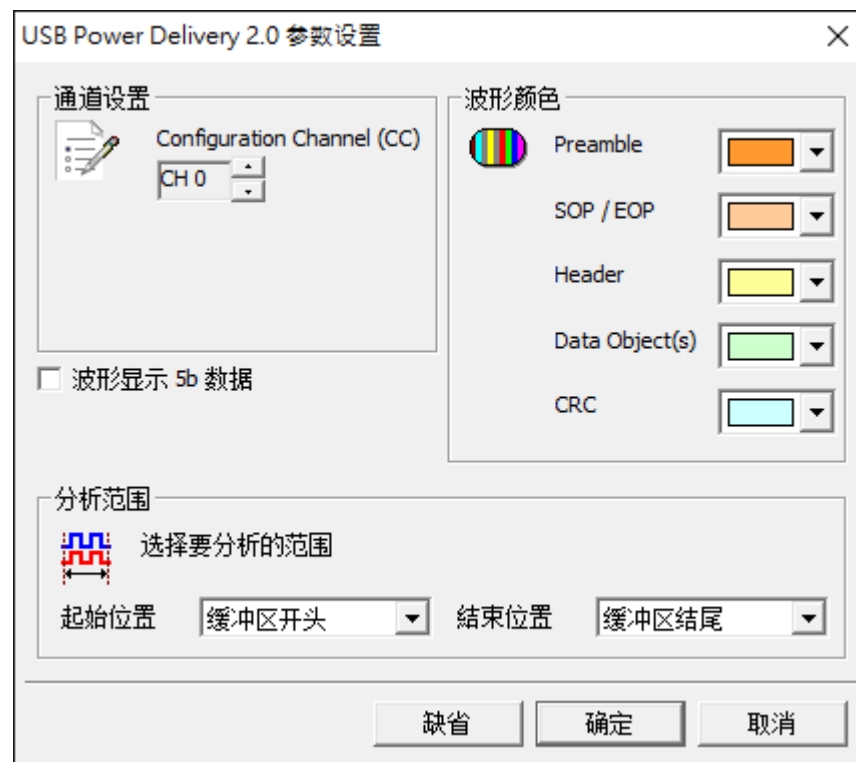 USB Power Delivery 2.0 参数设置
通道设置
Configuration Channel (CC)
CH 0
波形显示 5b 数据
波形颜色
Preamble
SOP / EOP
Header
Data Object(s)
CRC
分析范围
选择要分析的范围
起始位置 缓冲区开头 结束位置 缓冲区结尾
缺省 确定 取消